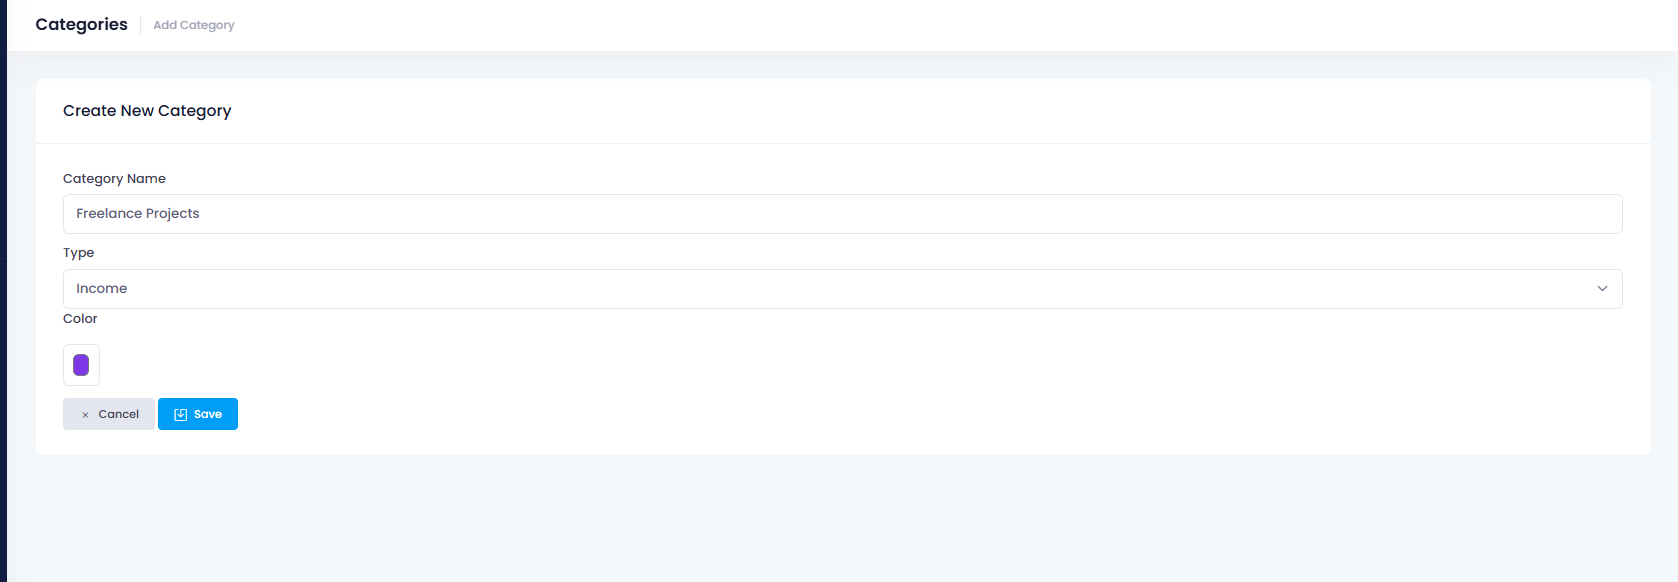 Categories Add Category
Create New Category
Category Name
Freelance Projects
Type
Income
Color
× Cancel Save